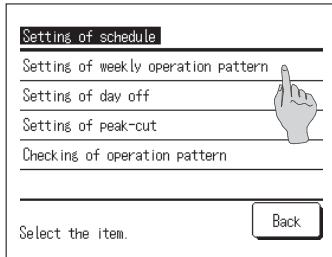 Setting of schedule
Setting of weekly operation pattern
Setting of day off
Setting of peak-cut
Checking of operation pattern
Select the item.
Back